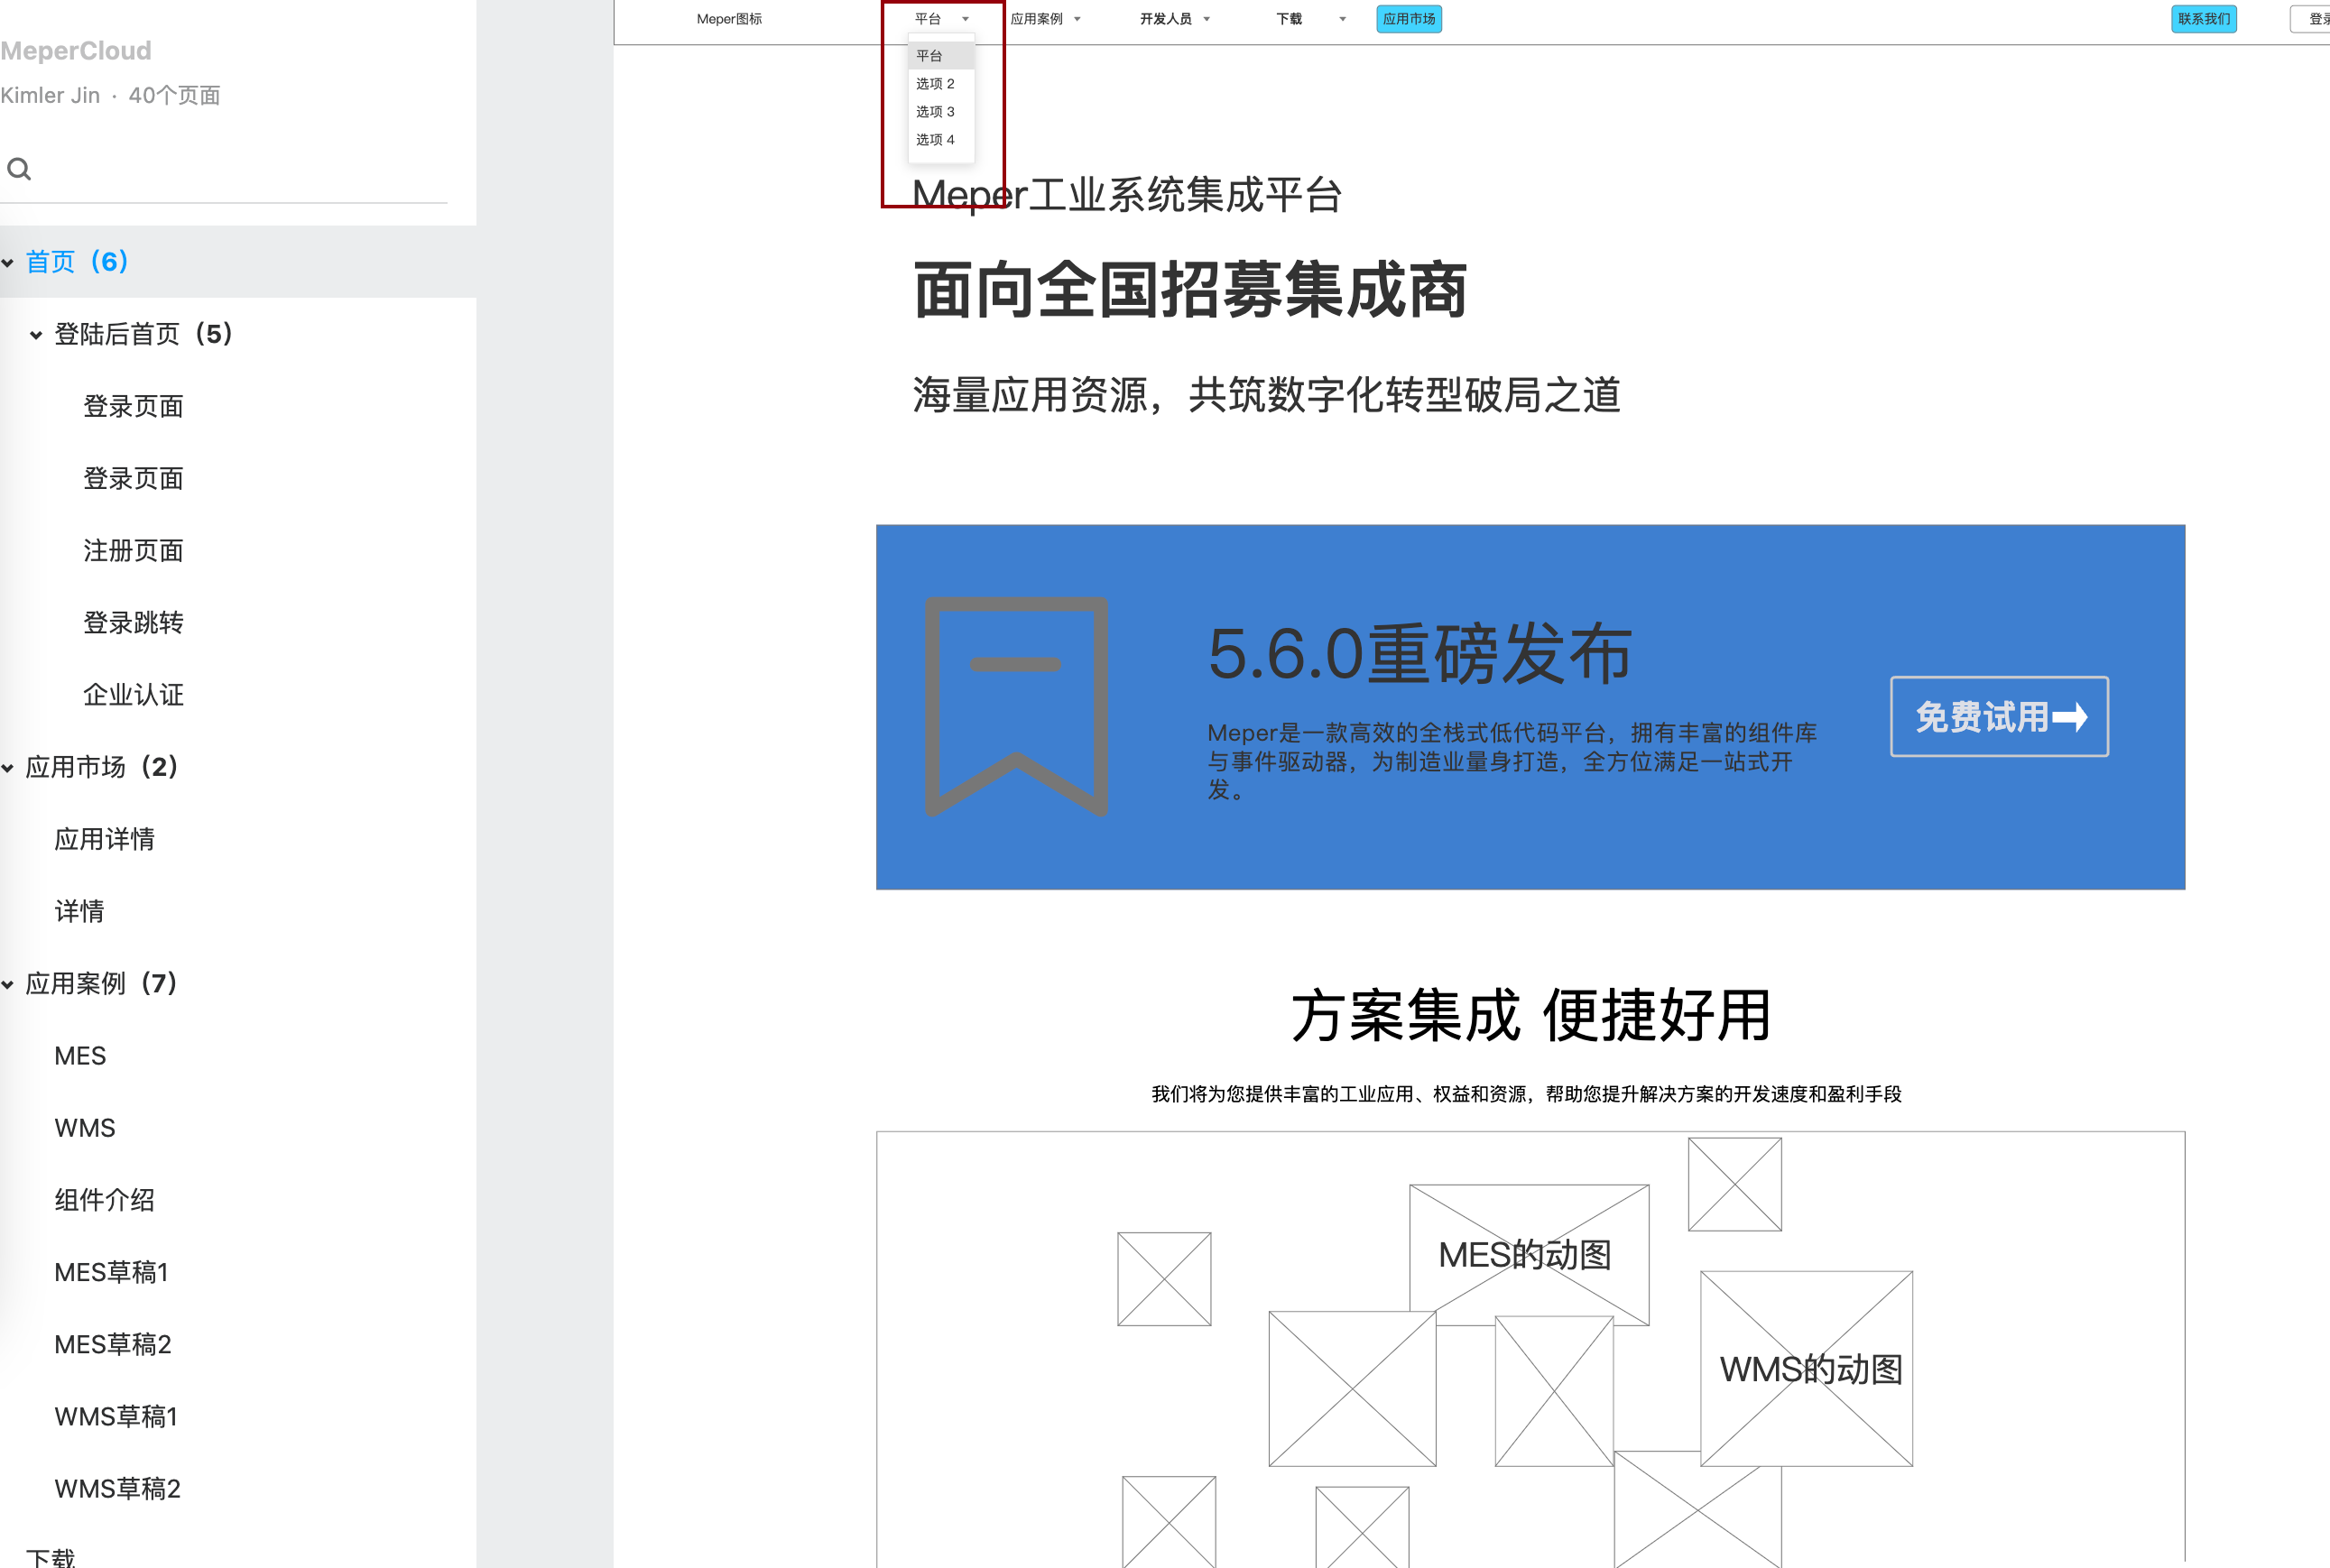 MeperCloud
Kimler Jin · 40个页面
首页（6）
登陆后首页（5）
登录页面
登录页面
注册页面
登录跳转
企业认证
应用市场（2）
应用详情
详情
应用案例（7）
MES
WMS
组件介绍
MES草稿1
MES草稿2
WMS草稿1
WMS草稿2
下载
Meper图标
平台
应用案例
开发人员
下载
应用市场
联系我们
登录
平台
选项 2
选项 3
选项 4
Meper工业系统集成平台
面向全国招募集成商
海量应用资源，共筑数字化转型破局之道
5.6.0重磅发布
Meper是一款高效的全栈式低代码平台，拥有丰富的组件库
与事件驱动器，为制造业量身打造，全方位满足一站式开
发。
免费试用
方案集成 便捷好用
我们将为您提供丰富的工业应用、权益和资源，帮助您提升解决方案的开发速度和盈利手段
MES的动图
WMS的动图